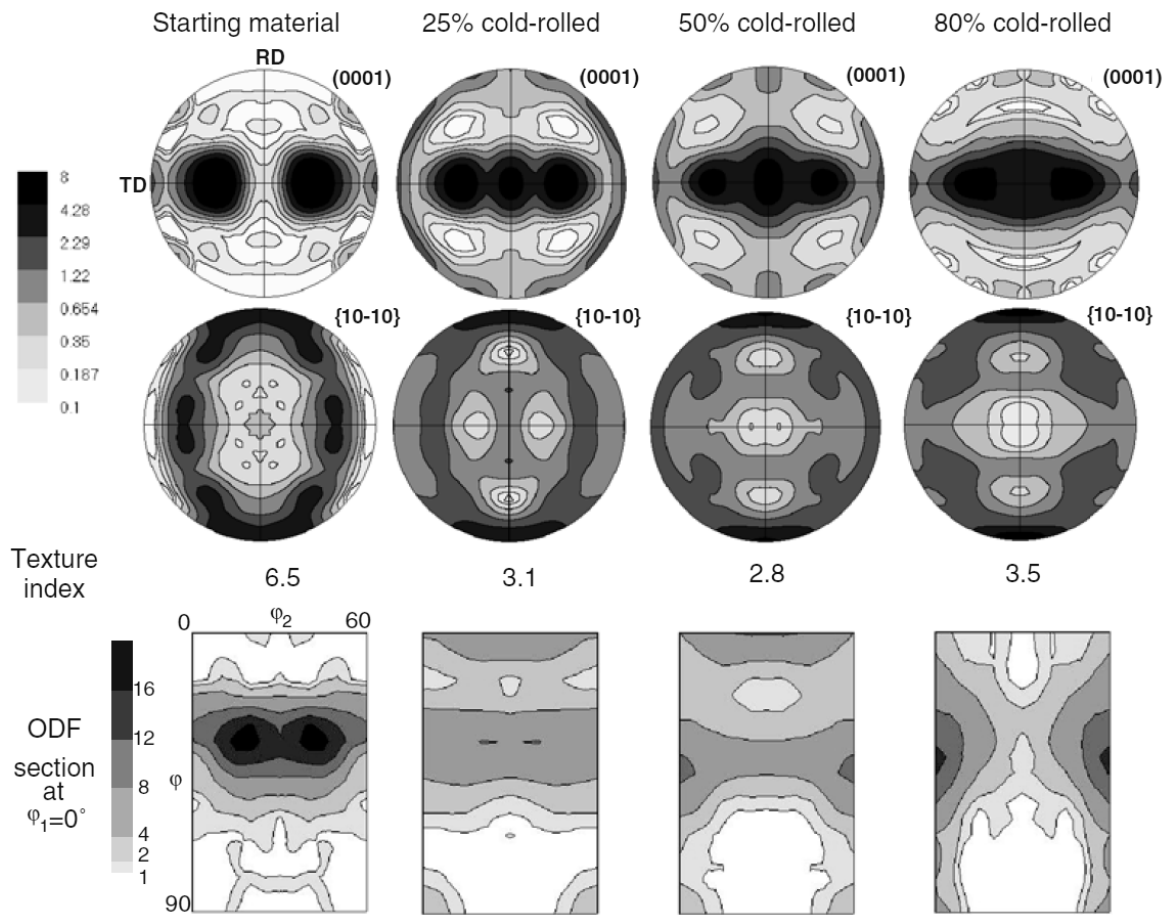 Starting material
25% cold-rolled
50% cold-rolled
80% cold-rolled
RD
(0001)
(0001)
(0001)
(0001)
TD
8
4.28
2.29
1.22
0.654
0.35
0.187
0.1
{10-10}
{10-10}
{10-10}
{10-10}
Texture
index
6.5
3.1
2.8
3.5
0
φ2
60
16
12
8
4
2
1
ODF
section
at
φ1=0°
φ
90